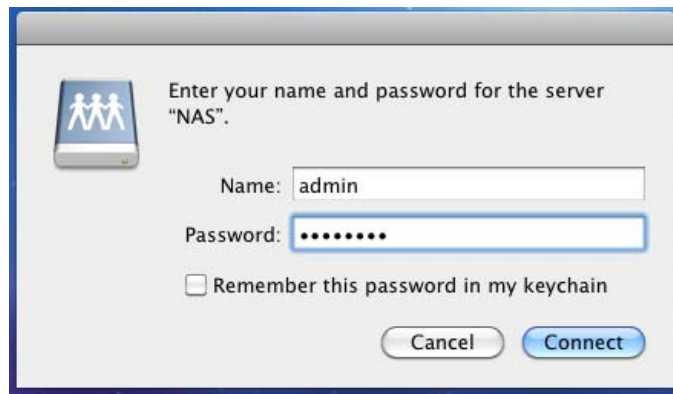 Enter your name and password for the server
“NAS”.
Name: admin
Password: ••••••••
Remember this password in my keychain
Cancel Connect